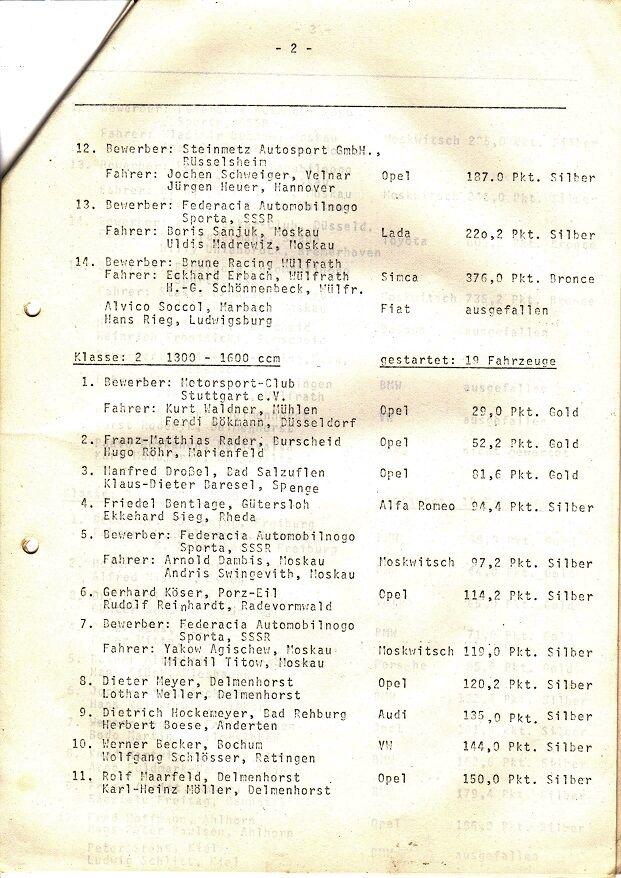 - 2 -
12. Bewerber: Steinmetz Autosport GmbH.,
Rüsselsheim
Fahrer: Jochen Schweiger, Velnar Opel 187.0 Pkt. Silber
Jürgen Heuer, Hannover
13. Bewerber: Federacia Automobilnogo
Sporta, SSSR
Fahrer: Boris Sanjuk, Moskau Lada 22o,2 Pkt. Silber
Uldis Madrewiz, Moskau
14. Bewerber: Brune Racing Wülfrath
Fahrer: Eckhard Erbach, Wülfrath Simca 376,0 Pkt. Bronce
H.-G. Schönnenbeck, Wülfr.
Alvico Soccol, Marbach Fiat ausgefallen
Hans Rieg, Ludwigsburg
Klasse: 2 1300 - 1600 ccm gestartet: 19 Fahrzeuge
1. Bewerber: Motorsport-Club
Stuttgart e.V.
Fahrer: Kurt Waldner, Mühlen Opel 29,0 Pkt. Gold
Ferdi Bökmann, Düsseldorf
2. Franz-Matthias Rader, Burscheid Opel 52,2 Pkt. Gold
Hugo Röhr, Marienfeld
3. Manfred Droßel, Bad Salzuflen Opel 81,6 Pkt. Gold
Klaus-Dieter Baresel, Spenge
4. Friedel Bentlage, Gütersloh Alfa Romeo 94,4 Pkt. Silber
Ekkehard Sieg, Rheda
5. Bewerber: Federacia Automobilnogo
Sporta, SSSR
Fahrer: Arnold Dambis, Moskau Moskwitsch 97,2 Pkt. Silber
Andris Swingevith, Moskau
6. Gerhard Köser, Porz-Eil Opel 114,2 Pkt. Silber
Rudolf Reinhardt, Radevormwald
7. Bewerber: Federacia Automobilnogo
Sporta, SSSR
Fahrer: Yakow Agischew, Moskau Moskwitsch 119,0 Pkt. Silber
Michail Titow, Moskau
8. Dieter Meyer, Delmenhorst Opel 120,2 Pkt. Silber
Lothar Weller, Delmenhorst
9. Dietrich Hockemeyer, Bad Rehburg Audi 135,0 Pkt. Silber
Herbert Boese, Anderten
10. Werner Becker, Bochum VW 144,0 Pkt. Silber
Wolfgang Schlösser, Ratingen
11. Rolf Maarfeld, Delmenhorst Opel 150,0 Pkt. Silber
Karl-Heinz Möller, Delmenhorst